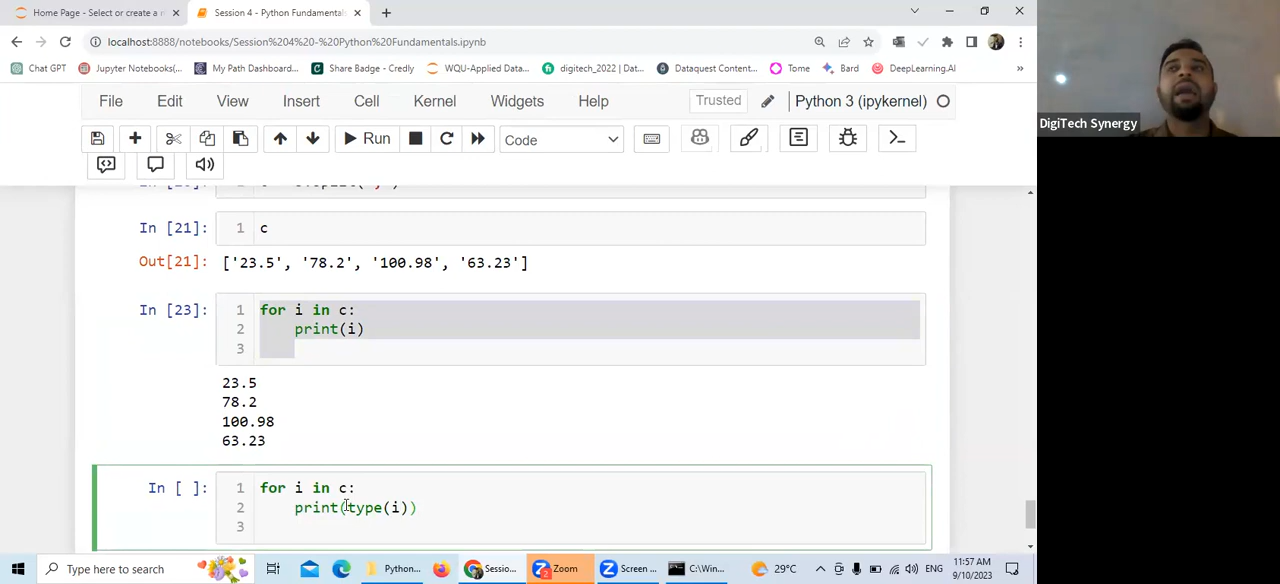 Home Page - Select or create a n
Session 4 - Python Fundamental
localhost:8888/notebooks/Session%204%20-%20Python%20Fundamentals.ipynb
Chat GPT
Jupyter Notebooks(...
My Path Dashboard...
Share Badge - Credly
WQU-Applied Data...
digitech_2022 | Dat...
Dataquest Content...
Tome
Bard
DeepLearning.AI
»
File Edit View Insert Cell Kernel Widgets Help Trusted Python 3 (ipykernel)
Run Code
DigiTech Synergy
In [21]: 1 c
Out[21]: ['23.5', '78.2', '100.98', '63.23']
In [23]: 1 for i in c:
2 print(i)
3
23.5
78.2
100.98
63.23
In [ ]: 1 for i in c:
2 print(type(i))
3
Type here to search
Python...
Sessio...
Zoom
Screen ...
C:\Win...
29°C
ENG
11:57 AM
9/10/2023